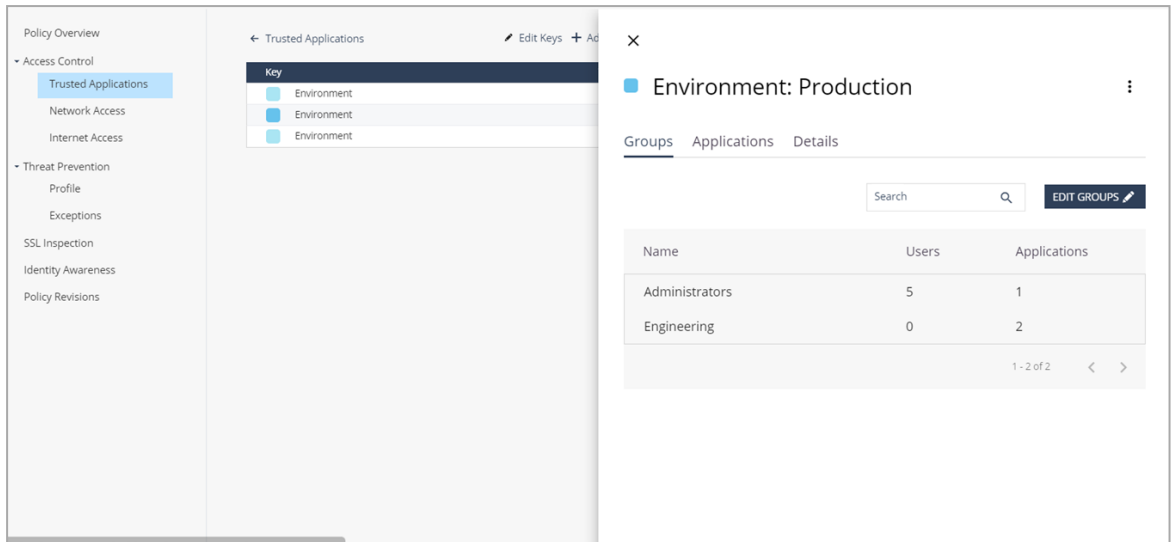 Policy Overview
Access Control
Trusted Applications
Network Access
Internet Access
Threat Prevention
Profile
Exceptions
SSL Inspection
Identity Awareness
Policy Revisions
← Trusted Applications Edit Keys + Ad
Key
Environment
Environment
Environment
Environment: Production
Groups Applications Details
Search EDIT GROUPS
Name Users Applications
Administrators 5 1
Engineering 0 2
1 - 2 of 2 < >